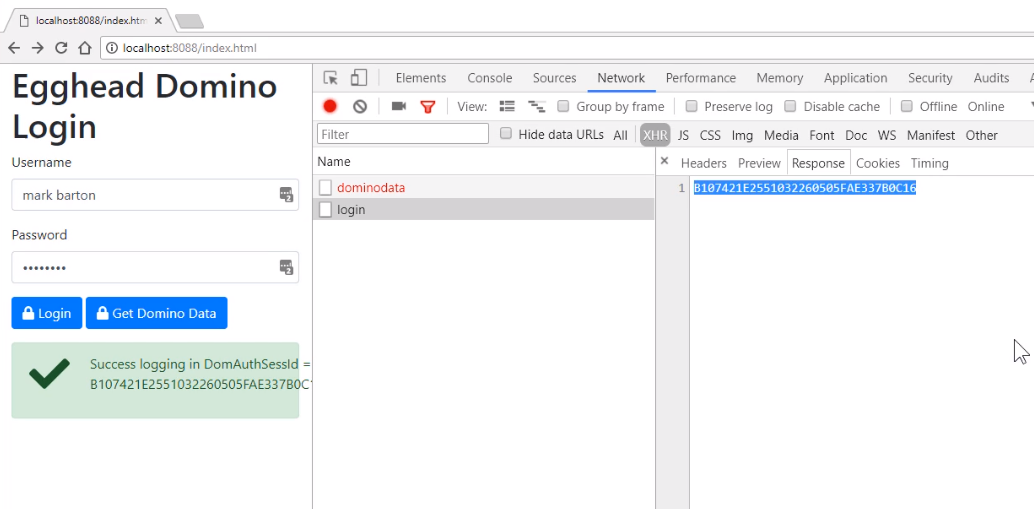 localhost:8088/index.htm
localhost:8088/index.html
Egghead Domino
Login
Username
mark barton
Password
••••••••
Login
Get Domino Data
Success logging in DomAuthSessId =
B107421E2551032260505FAE337B0C1
Elements Console Sources Network Performance Memory Application Security Audits
View: Group by frame Preserve log Disable cache Offline Online
Filter Hide data URLs All XHR JS CSS Img Media Font Doc WS Manifest Other
Name
dominodata
login
Headers Preview Response Cookies Timing
1 B107421E2551032260505FAE337B0C16